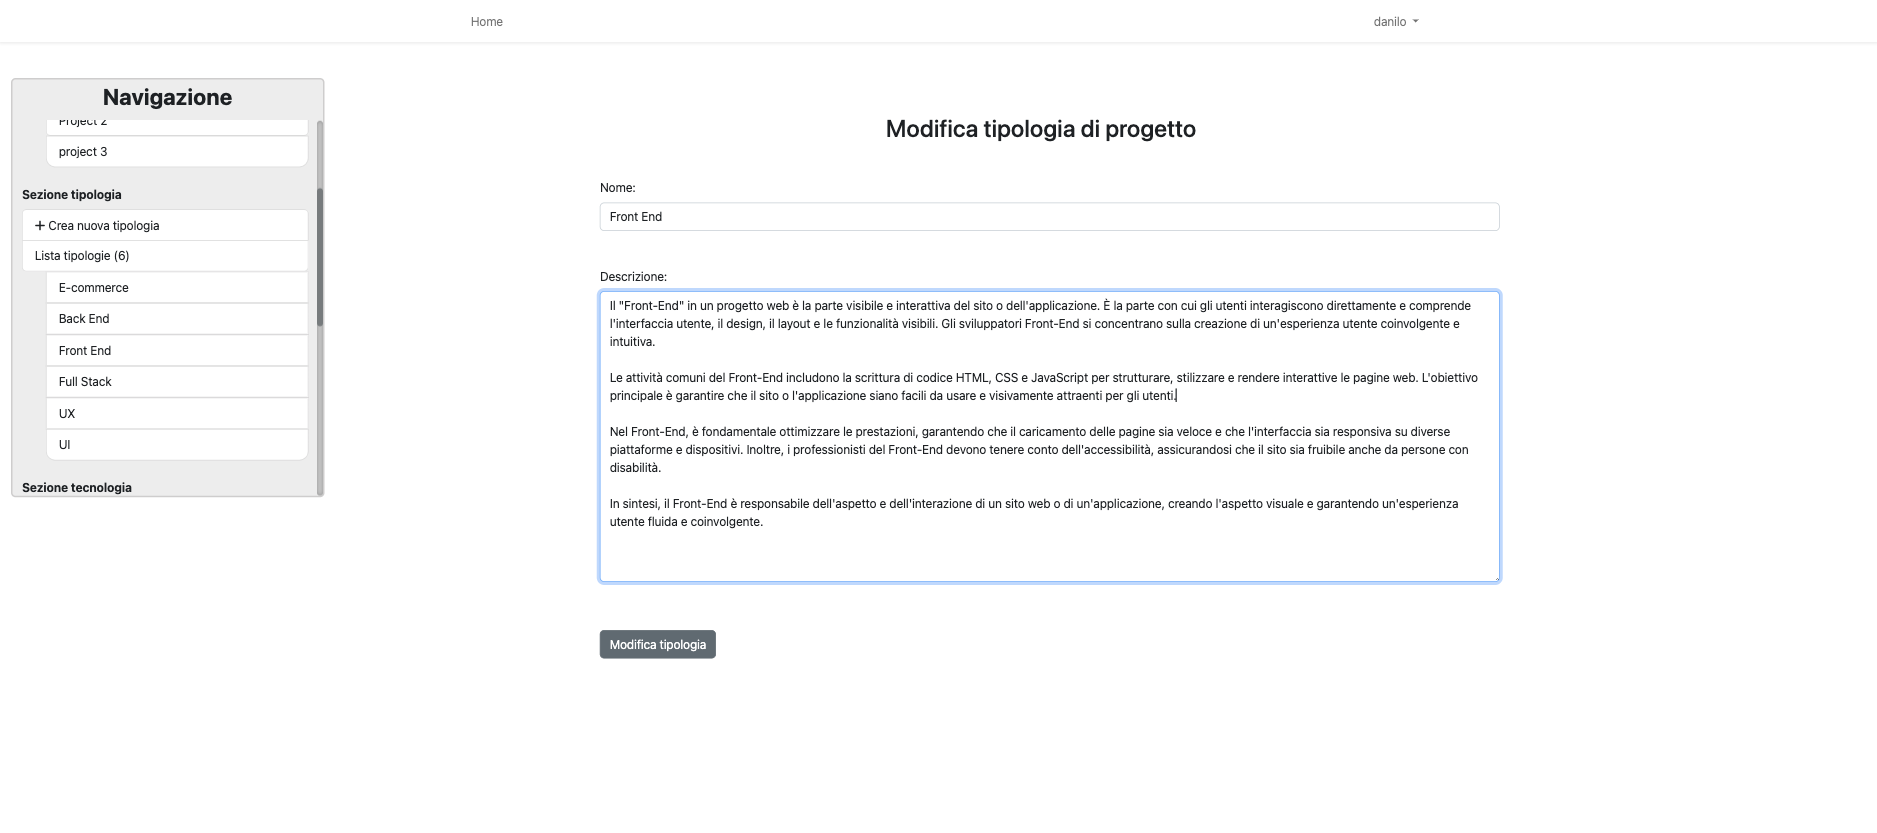 Home
danilo
Navigazione
Project 2
project 3
Sezione tipologia
+ Crea nuova tipologia
Lista tipologie (6)
E-commerce
Back End
Front End
Full Stack
UX
UI
Sezione tecnologia
Modifica tipologia di progetto
Nome:
Front End
Descrizione:
Il "Front-End" in un progetto web è la parte visibile e interattiva del sito o dell'applicazione. È la parte con cui gli utenti interagiscono direttamente e comprende
l'interfaccia utente, il design, il layout e le funzionalità visibili. Gli sviluppatori Front-End si concentrano sulla creazione di un'esperienza utente coinvolgente e
intuitiva.
Le attività comuni del Front-End includono la scrittura di codice HTML, CSS e JavaScript per strutturare, stilizzare e rendere interattive le pagine web. L'obiettivo
principale è garantire che il sito o l'applicazione siano facili da usare e visivamente attraenti per gli utenti.
Nel Front-End, è fondamentale ottimizzare le prestazioni, garantendo che il caricamento delle pagine sia veloce e che l'interfaccia sia responsiva su diverse
piattaforme e dispositivi. Inoltre, i professionisti del Front-End devono tenere conto dell'accessibilità, assicurandosi che il sito sia fruibile anche da persone con
disabilità.
In sintesi, il Front-End è responsabile dell'aspetto e dell'interazione di un sito web o di un'applicazione, creando l'aspetto visuale e garantendo un'esperienza
utente fluida e coinvolgente.
Modifica tipologia